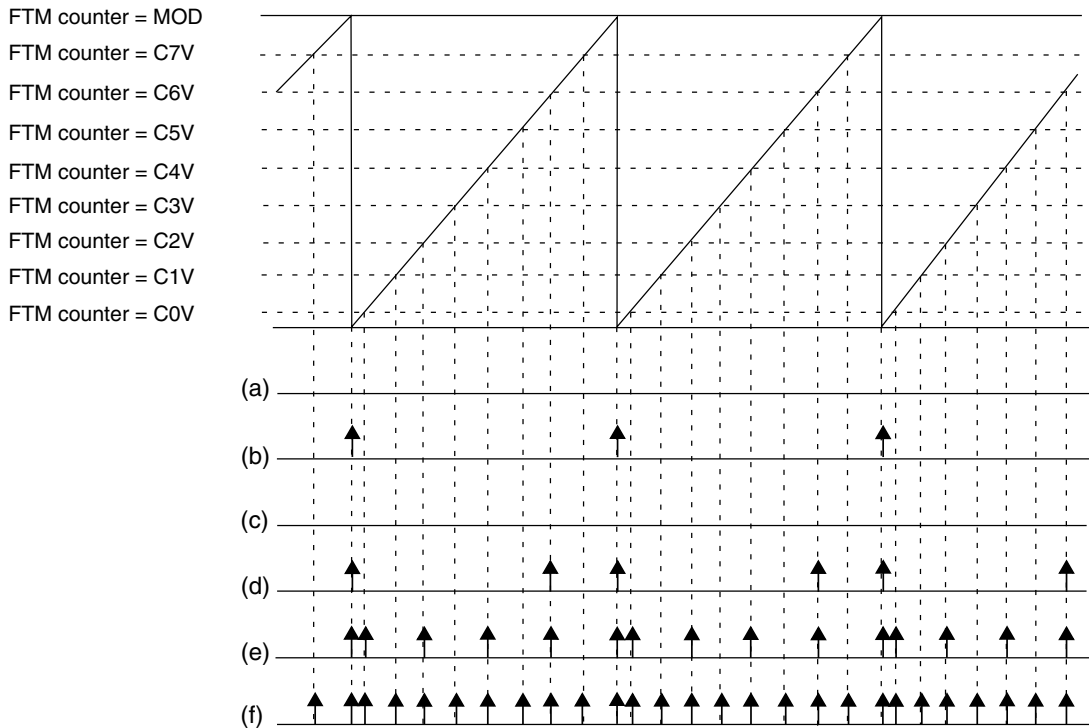 FTM counter = MOD
FTM counter = C7V
FTM counter = C6V
FTM counter = C5V
FTM counter = C4V
FTM counter = C3V
FTM counter = C2V
FTM counter = C1V
FTM counter = C0V
(a)
(b)
(c)
(d)
(e)
(f)